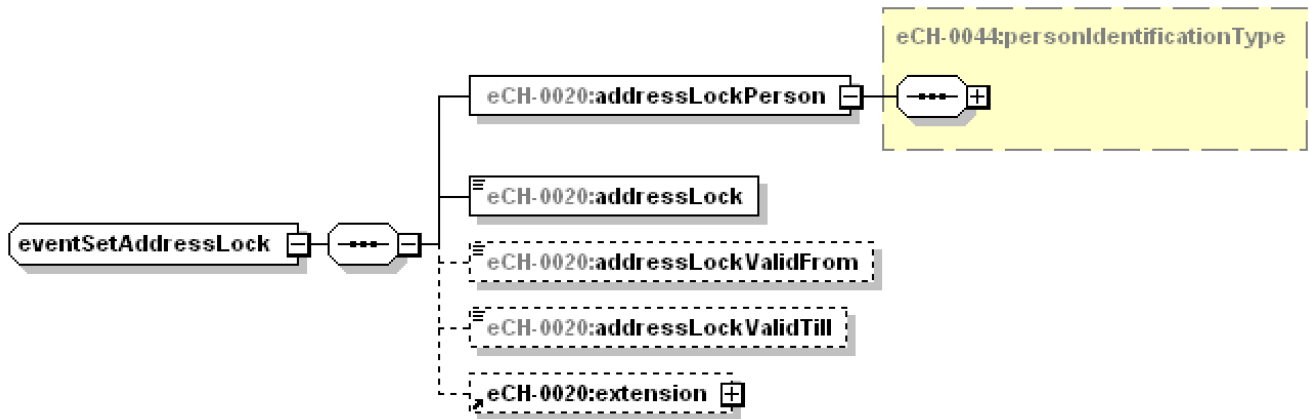 eCH-0044:personIdentificationType
eCH-0020:addressLockPerson
eCH-0020:addressLock
eventSetAddressLock
eCH-0020:addressLockValidFrom
eCH-0020:addressLockValidTill
eCH-0020:extension